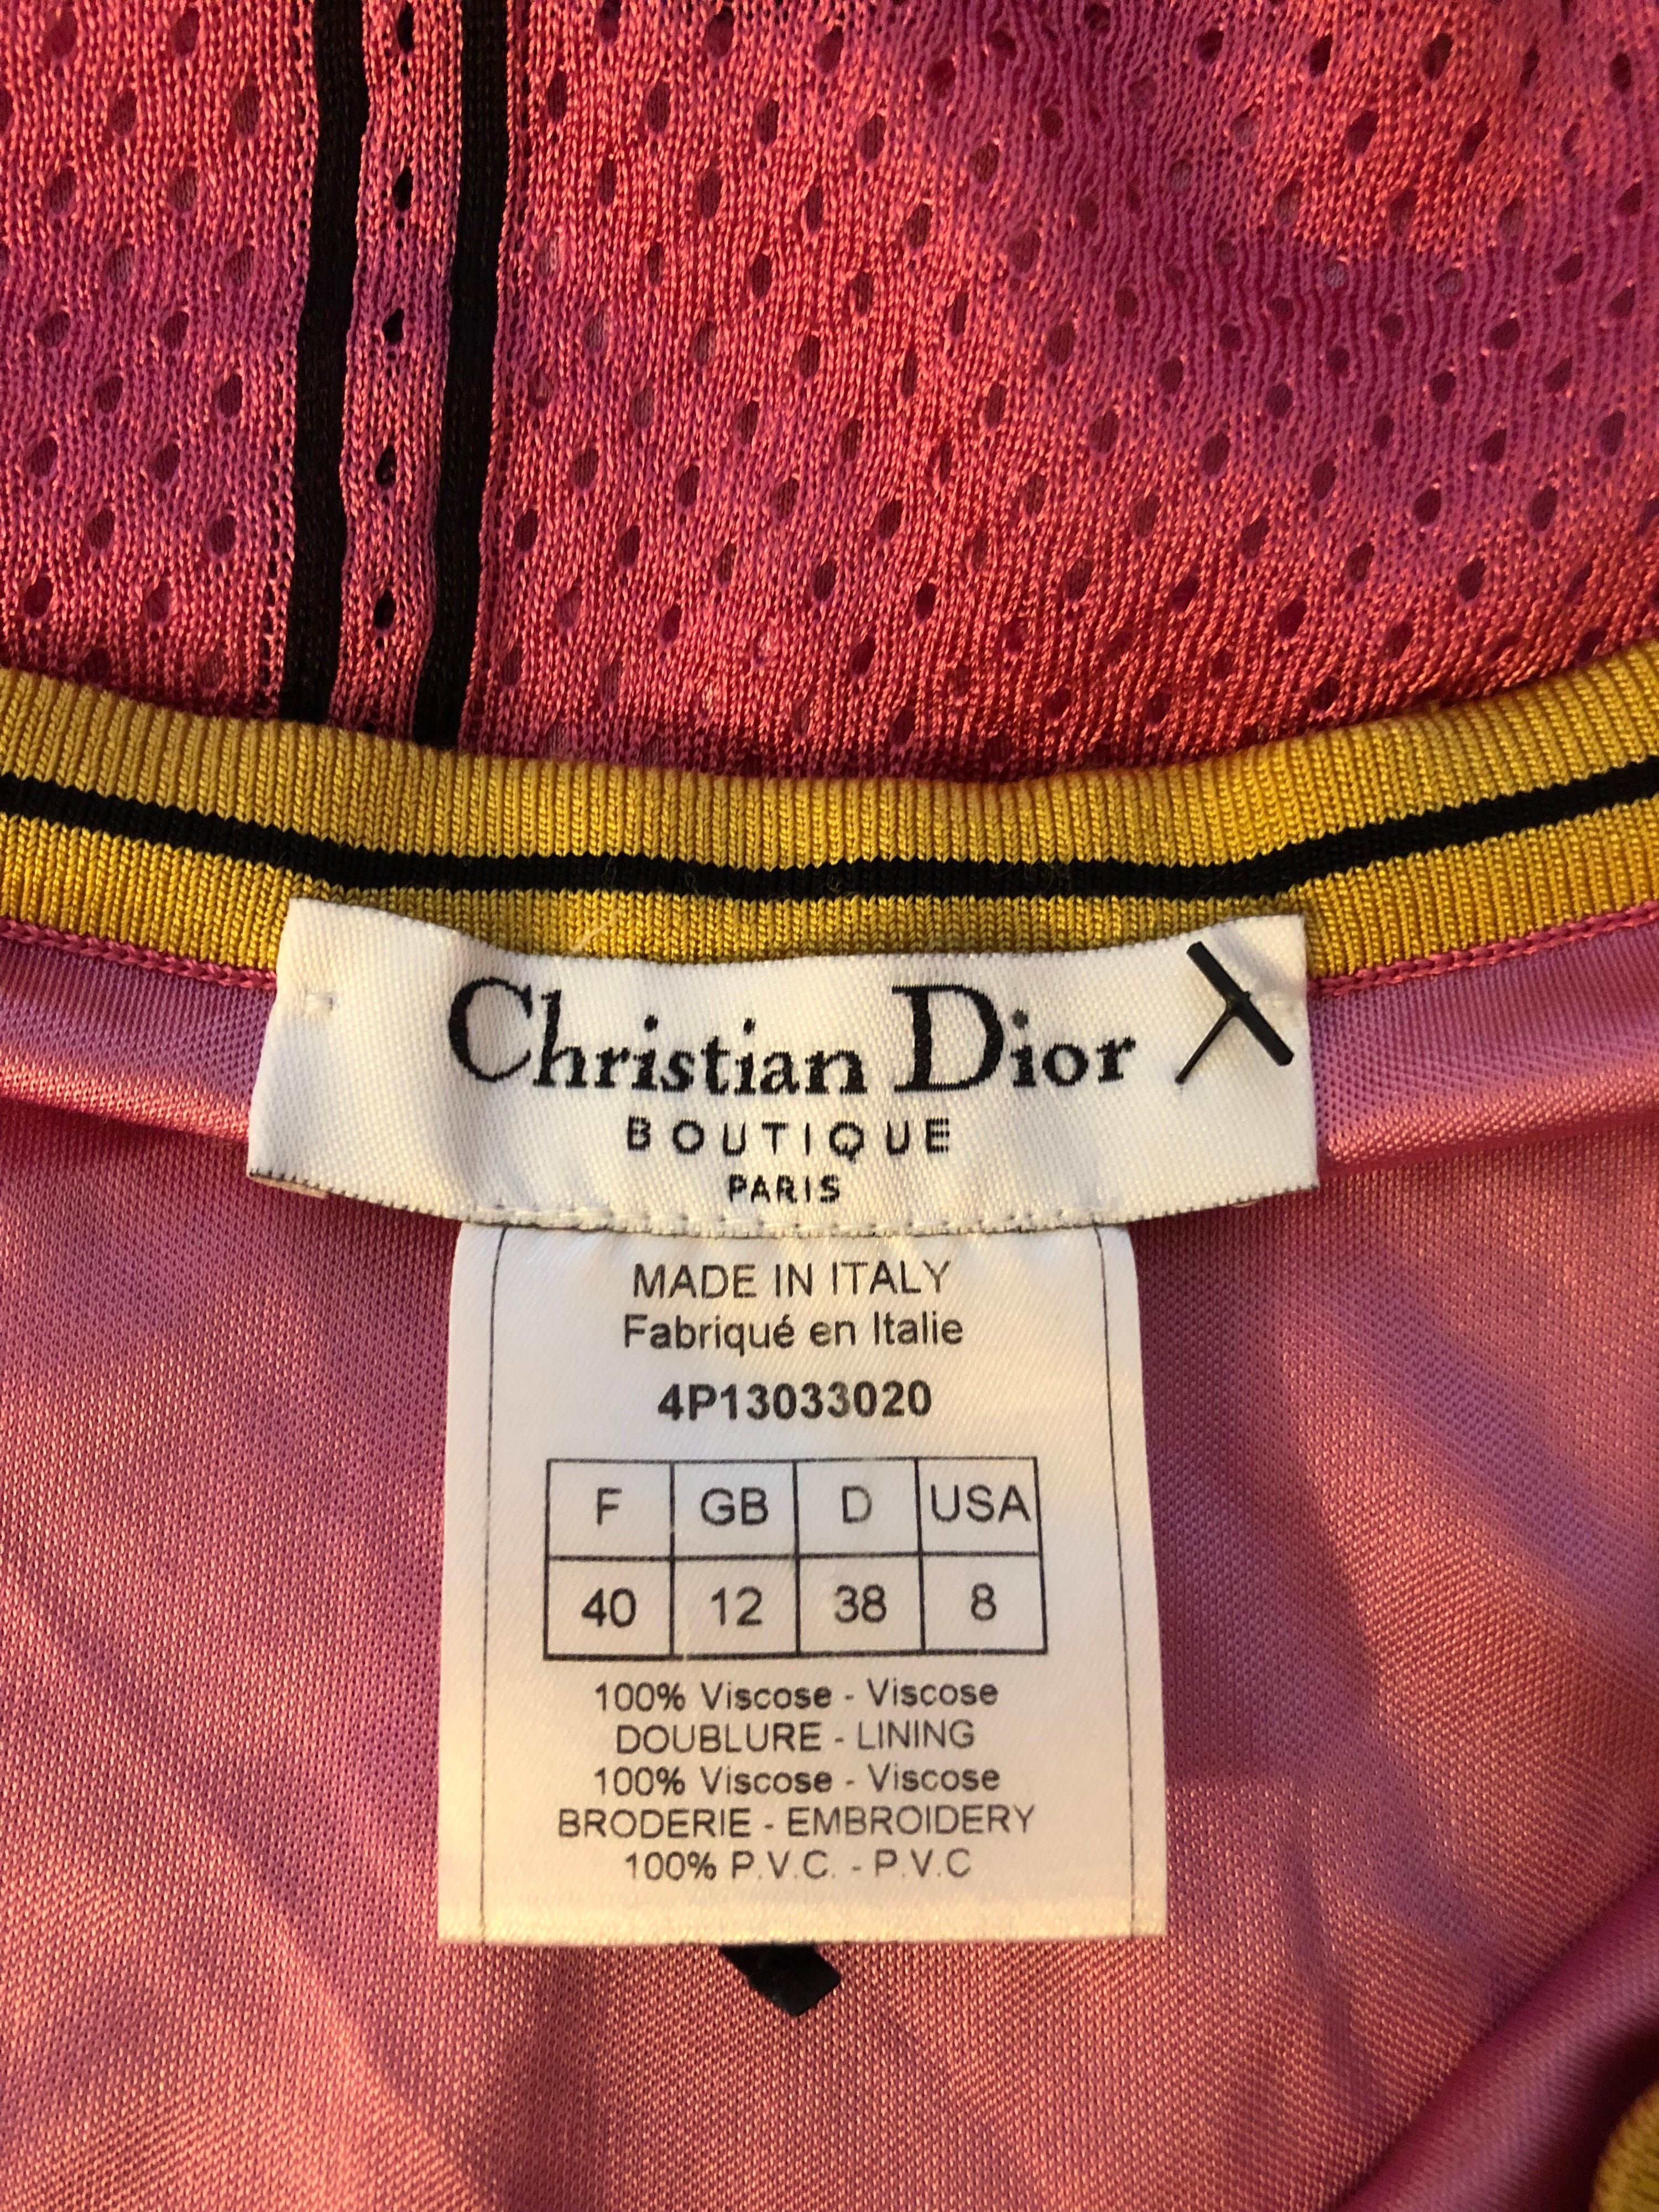 Christian Dior
BOUTIQUE
PARIS
MADE IN ITALY
Fabriqué en Italie
4P13033020
F GB D USA
40 12 38 8
100% Viscose - Viscose
DOUBLURE - LINING
100% Viscose - Viscose
BRODERIE - EMBROIDERY
100% P.V.C. - P.V.C